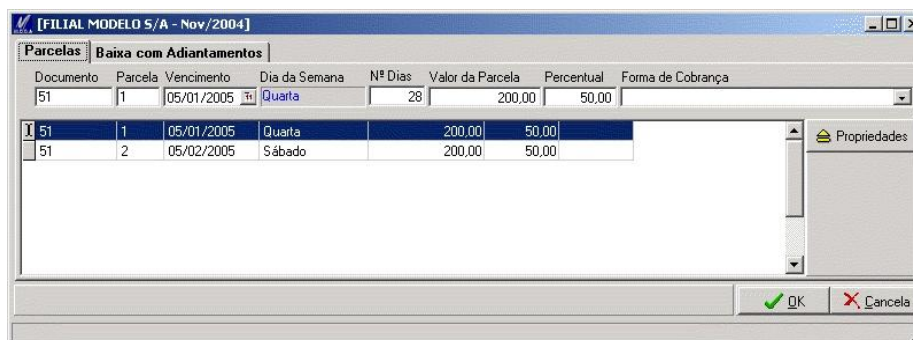 [FILIAL MODELO S/A - Nov/2004]
Parcelas Baixa com Adiantamentos
Documento Parcela Vencimento Dia da Semana Nº Dias Valor da Parcela Percentual Forma de Cobrança
51 1 05/01/2005 Quarta 28 200,00 50,00
51 1 05/01/2005 Quarta 200,00 50,00
51 2 05/02/2005 Sábado 200,00 50,00
Propriedades
OK Cancela